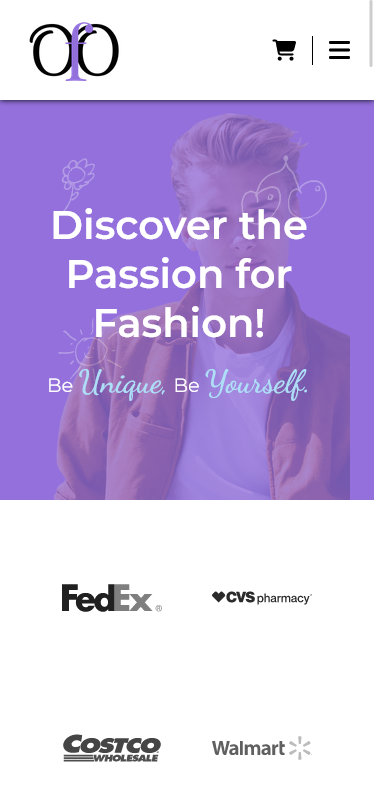 ofo
Discover the
Passion for
Fashion!
Be Unique, Be Yourself.
FedEx®
CVS pharmacy
COSTCO
WHOLESALE
Walmart